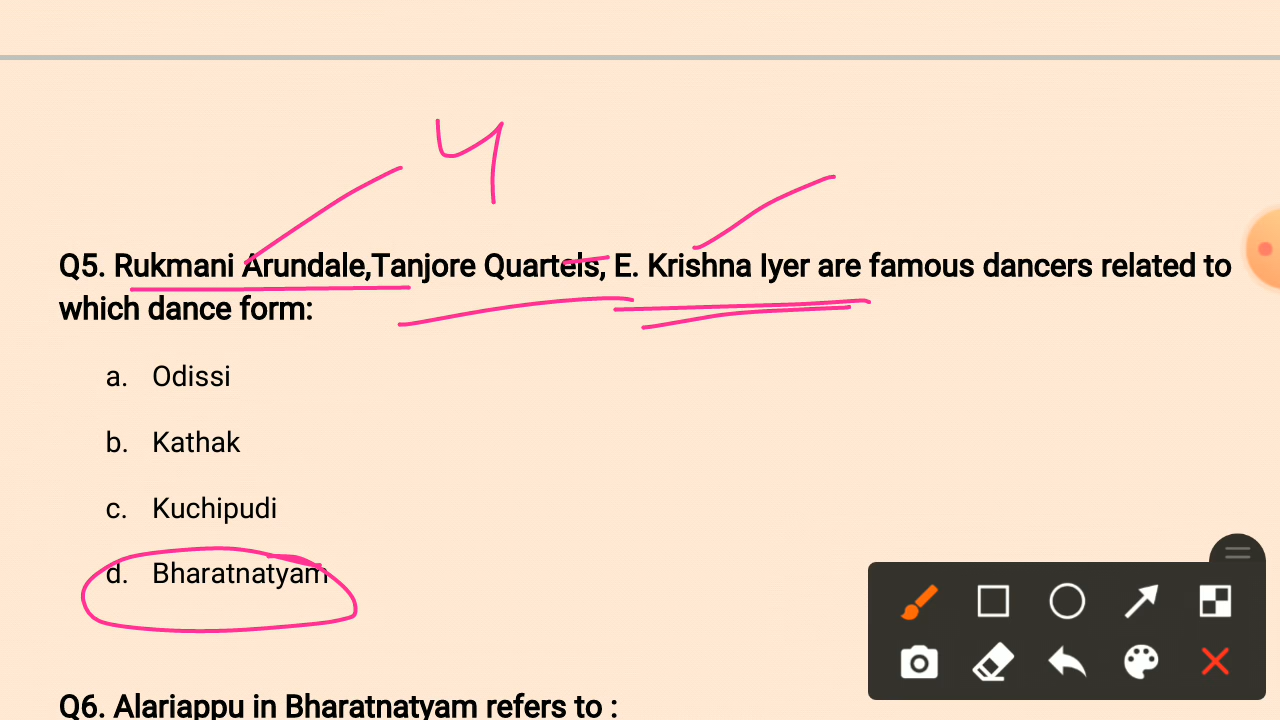 4
Q5. Rukmani Arundale,Tanjore Quartels, E. Krishna Iyer are famous dancers related to
which dance form:
a. Odissi
b. Kathak
c. Kuchipudi
d. Bharatnatyam
Q6. Alariappu in Bharatnatyam refers to :